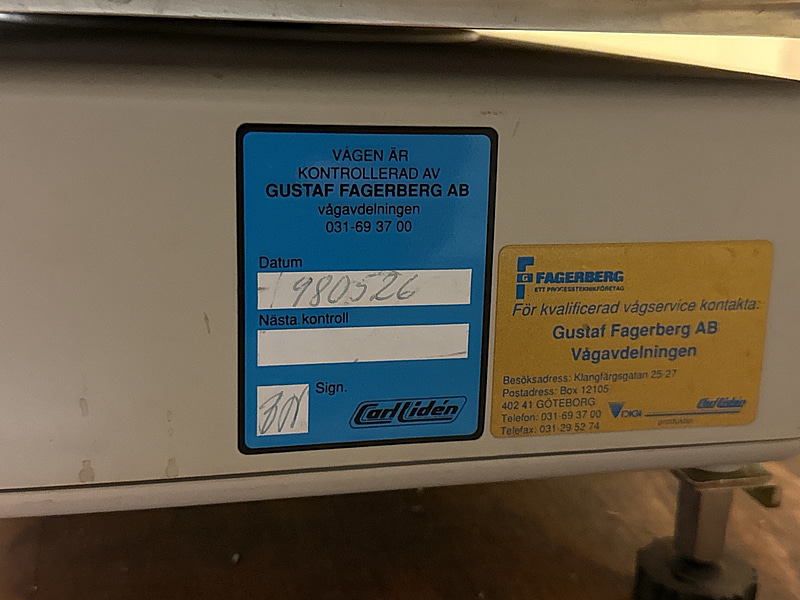 VÅGEN ÄR
KONTROLLERAD AV
GUSTAF FAGERBERG AB
vågavdelningen
031-69 37 00
Datum
980526
Nästa kontroll
Sign.
Carl Lidén
FAGERBERG
ETT PROCESSTEKNIKFÖRETAG
För kvalificerad vågservice kontakta:
Gustaf Fagerberg AB
Vågavdelningen
Besöksadress: Klangfärgsgatan 25-27
Postadress: Box 12105
402 41 GÖTEBORG
Telefon: 031-69 37 00
Telefax: 031-29 52 74
DIGI
Carl Lidén